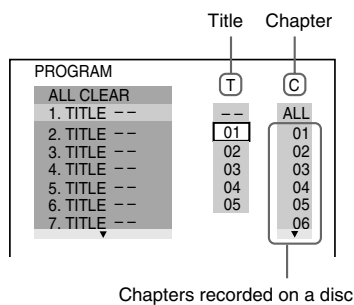 Title Chapter
PROGRAM
T C
ALL CLEAR
1. TITLE – – – – ALL
2. TITLE – – 01 01
3. TITLE – – 02 02
4. TITLE – – 03 03
5. TITLE – – 04 04
6. TITLE – – 05 05
7. TITLE – – 06
Chapters recorded on a disc